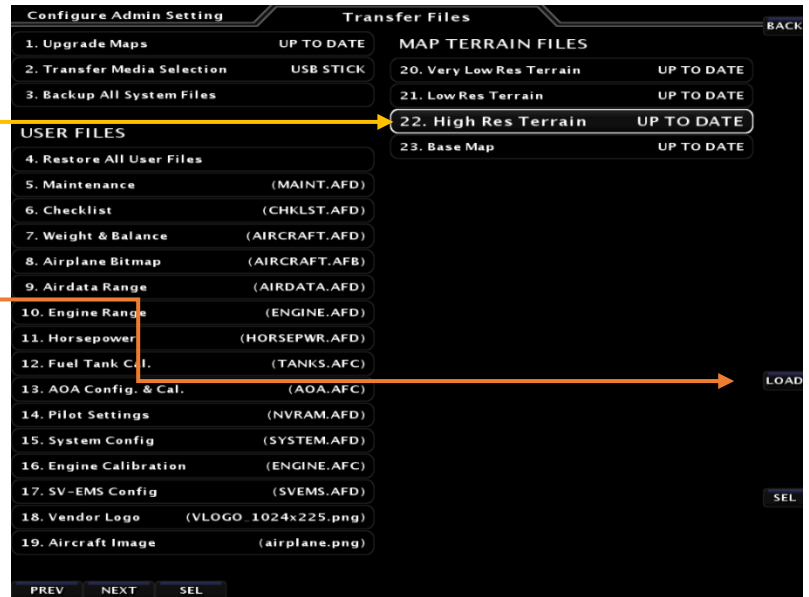 Configure Admin Setting
Transfer Files
BACK
1. Upgrade Maps UP TO DATE
2. Transfer Media Selection USB STICK
3. Backup All System Files
USER FILES
4. Restore All User Files
5. Maintenance (MAINT.AFD)
6. Checklist (CHKLST.AFD)
7. Weight & Balance (AIRCRAFT.AFD)
8. Airplane Bitmap (AIRCRAFT.AFB)
9. Airdata Range (AIRDATA.AFD)
10. Engine Range (ENGINE.AFD)
11. Horsepower (HORSEPWR.AFD)
12. Fuel Tank Cal. (TANKS.AFC)
13. AOA Config. & Cal. (AOA.AFC)
14. Pilot Settings (NVRAM.AFD)
15. System Config (SYSTEM.AFD)
16. Engine Calibration (ENGINE.AFC)
17. SV-EMS Config (SVEMS.AFD)
18. Vendor Logo (VLOGO_1024x225.png)
19. Aircraft Image (airplane.png)
MAP TERRAIN FILES
20. Very Low Res Terrain UP TO DATE
21. Low Res Terrain UP TO DATE
22. High Res Terrain UP TO DATE
23. Base Map UP TO DATE
LOAD
SEL
PREV NEXT SEL